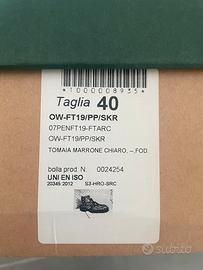 *1000008935*
Taglia 40
OW-FT19/PP/SKR
07PENFT19-FTARC
OW-FT19/PP/SKR
TOMAIA MARRONE CHIARO, --,FOD.
bolla prod. N. 0024254
UNI EN ISO
20345:2012 S3-HRO-SRC
subito